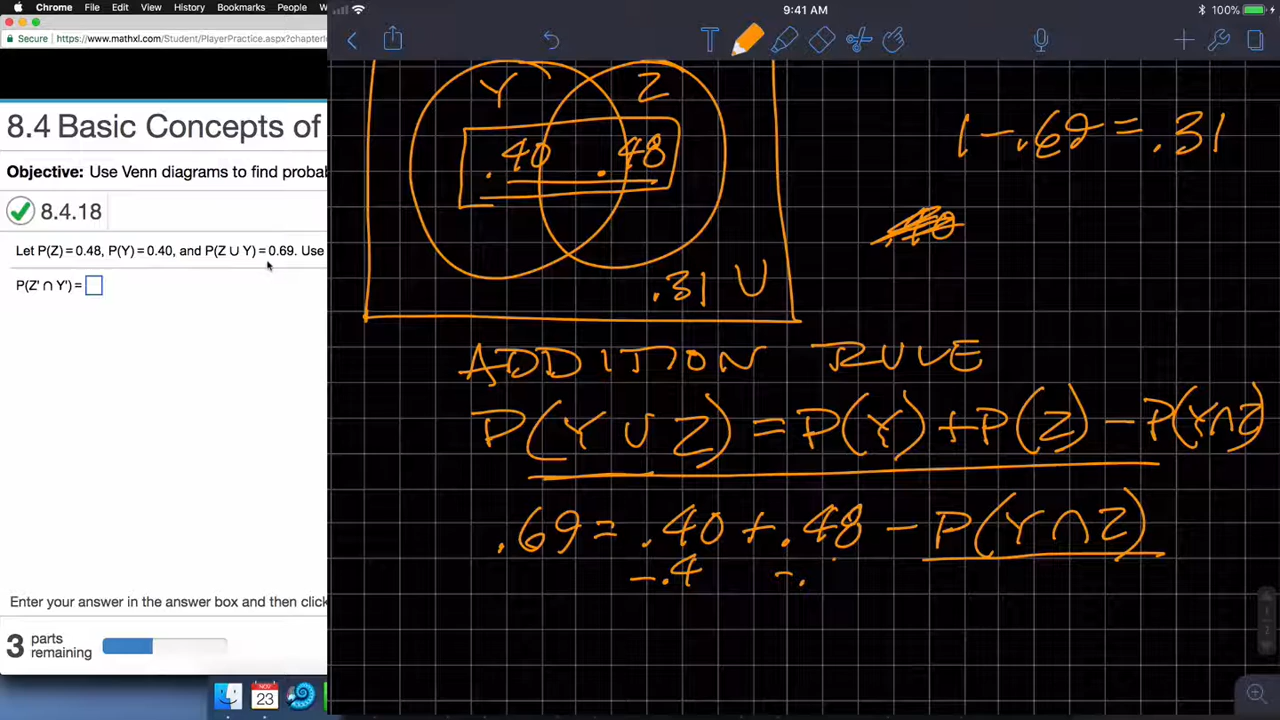 Chrome File Edit View History Bookmarks People
Secure https://www.mathxl.com/Student/PlayerPractice.aspx?chapterI
9:41 AM
100%
T
8.4 Basic Concepts of
Objective: Use Venn diagrams to find proba
8.4.18
Let P(Z) = 0.48, P(Y) = 0.40, and P(Z ∪ Y) = 0.69. Use
P(Z' ∩ Y') =
Enter your answer in the answer box and then click
3 parts
remaining
NOV
23
Y Z
.40 .48
.31 U
1-.69=.31
ADDITION RULE
P(Y∪Z)=P(Y)+P(Z)-P(Y∩Z)
.69=.40+.48-P(Y∩Z)
-.4 -.